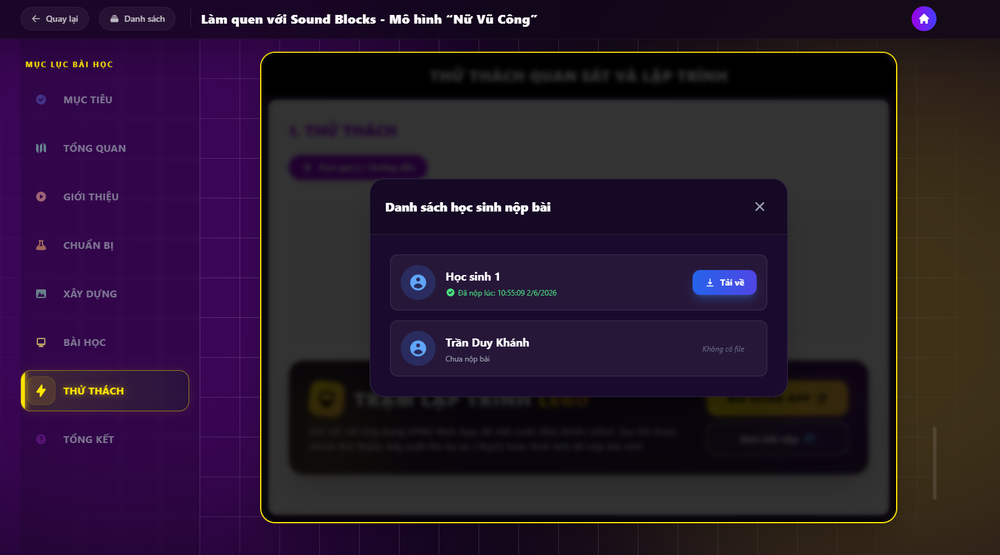 Quay lại
Danh sách
Làm quen với Sound Blocks - Mô hình “Nữ Vũ Công”
MỤC LỤC BÀI HỌC
MỤC TIÊU
TỔNG QUAN
GIỚI THIỆU
CHUẨN BỊ
XÂY DỰNG
BÀI HỌC
THỬ THÁCH
TỔNG KẾT
THỬ THÁCH QUAN SÁT VÀ LẬP TRÌNH
1. THỬ THÁCH
Danh sách học sinh nộp bài
Học sinh 1
Đã nộp lúc: 10:55:09 2/6/2026
Tải về
Trần Duy Khánh
Chưa nộp bài
Không có file
TRẠM LẬP TRÌNH LEGO